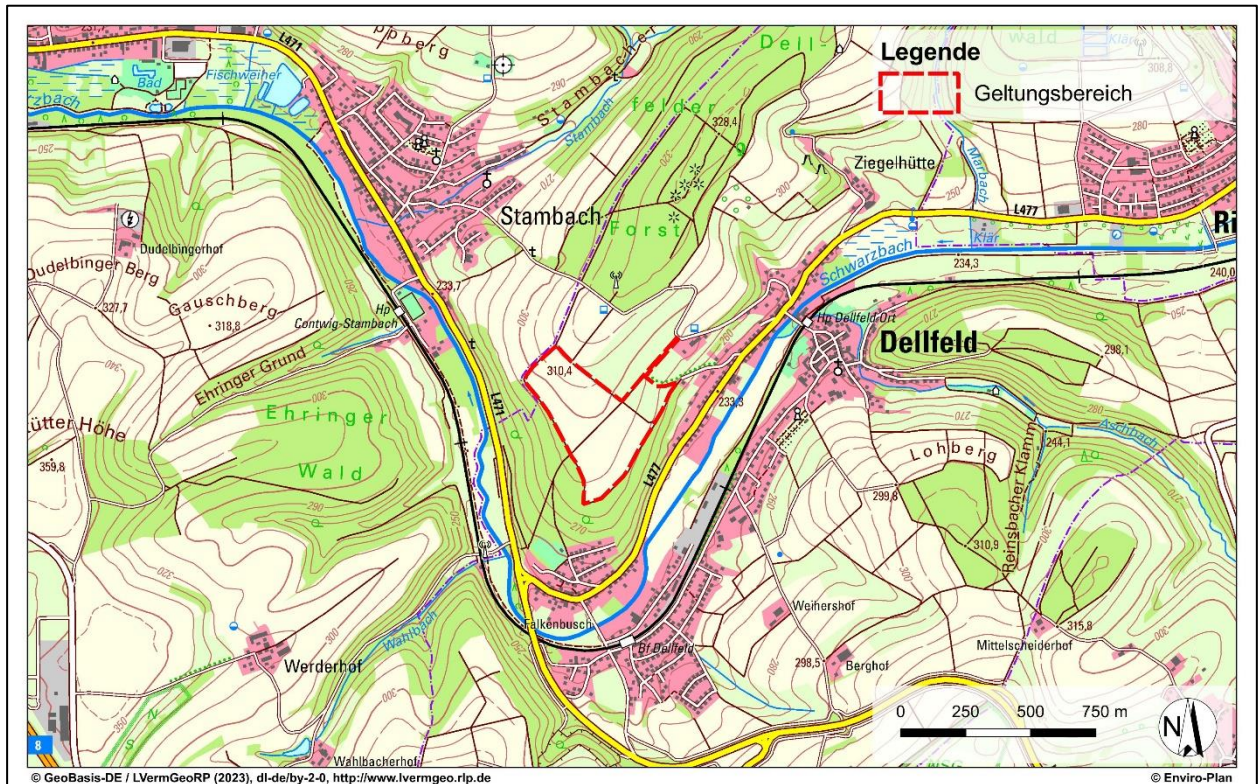 Legende
Geltungsbereich
L471
Bad
Fischweiher
Stambacher
Stambach
Dell-
felder
Forst
328,4
wald
Klär
308,8
Marbach
Ziegelhütte
L477
Klär
Schwarzbach
234,3
240,0
Stambach
Dudelbingerhof
Dudelbinger Berg
327,7
Gauschberg
318,8
Hp
Contwig-Stambach
233,7
Ehringer Grund
Ehringer
Wald
359,8
L471
310,4
233,3
L477
Hp Dellfeld Ort
Dellfeld
298,1
Aschbach
244,1
Lohberg
299,8
310,9
Reinsbacher Klamm
Falkenbusch
Bf Dellfeld
Wahlbach
Werderhof
Wahlbacherhof
Weihershof
Berghof
298,5
Mittelscheiderhof
315,8
8
N
S
0 250 500 750 m
N
© GeoBasis-DE / LVermGeoRP (2023), dl-de/by-2-0, http://www.lvermgeo.rlp.de
© Enviro-Plan